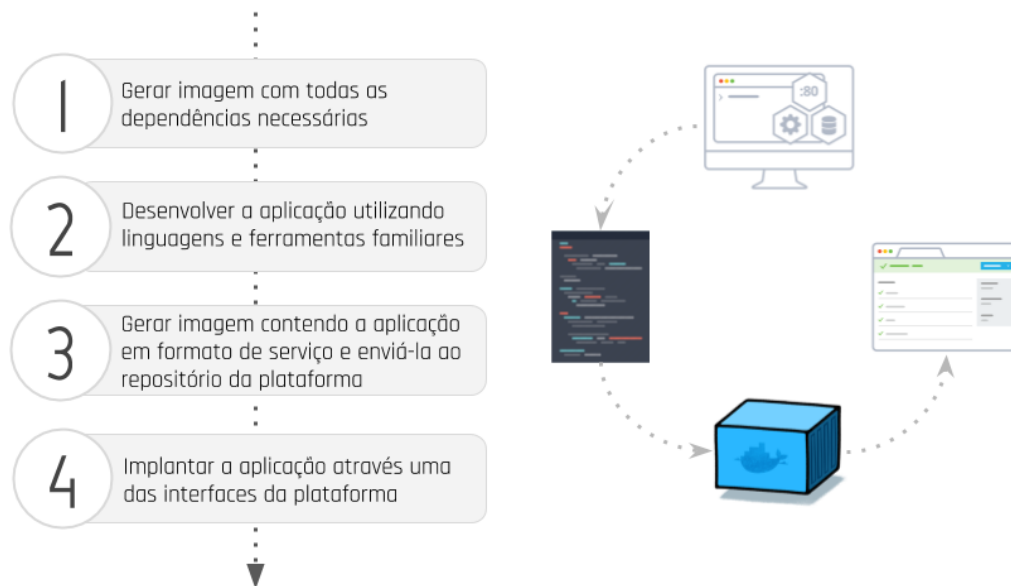 1
Gerar imagem com todas as
dependências necessárias
2
Desenvolver a aplicação utilizando
linguagens e ferramentas familiares
3
Gerar imagem contendo a aplicação
em formato de serviço e enviá-la ao
repositório da plataforma
4
Implantar a aplicação através uma
das interfaces da plataforma
:80